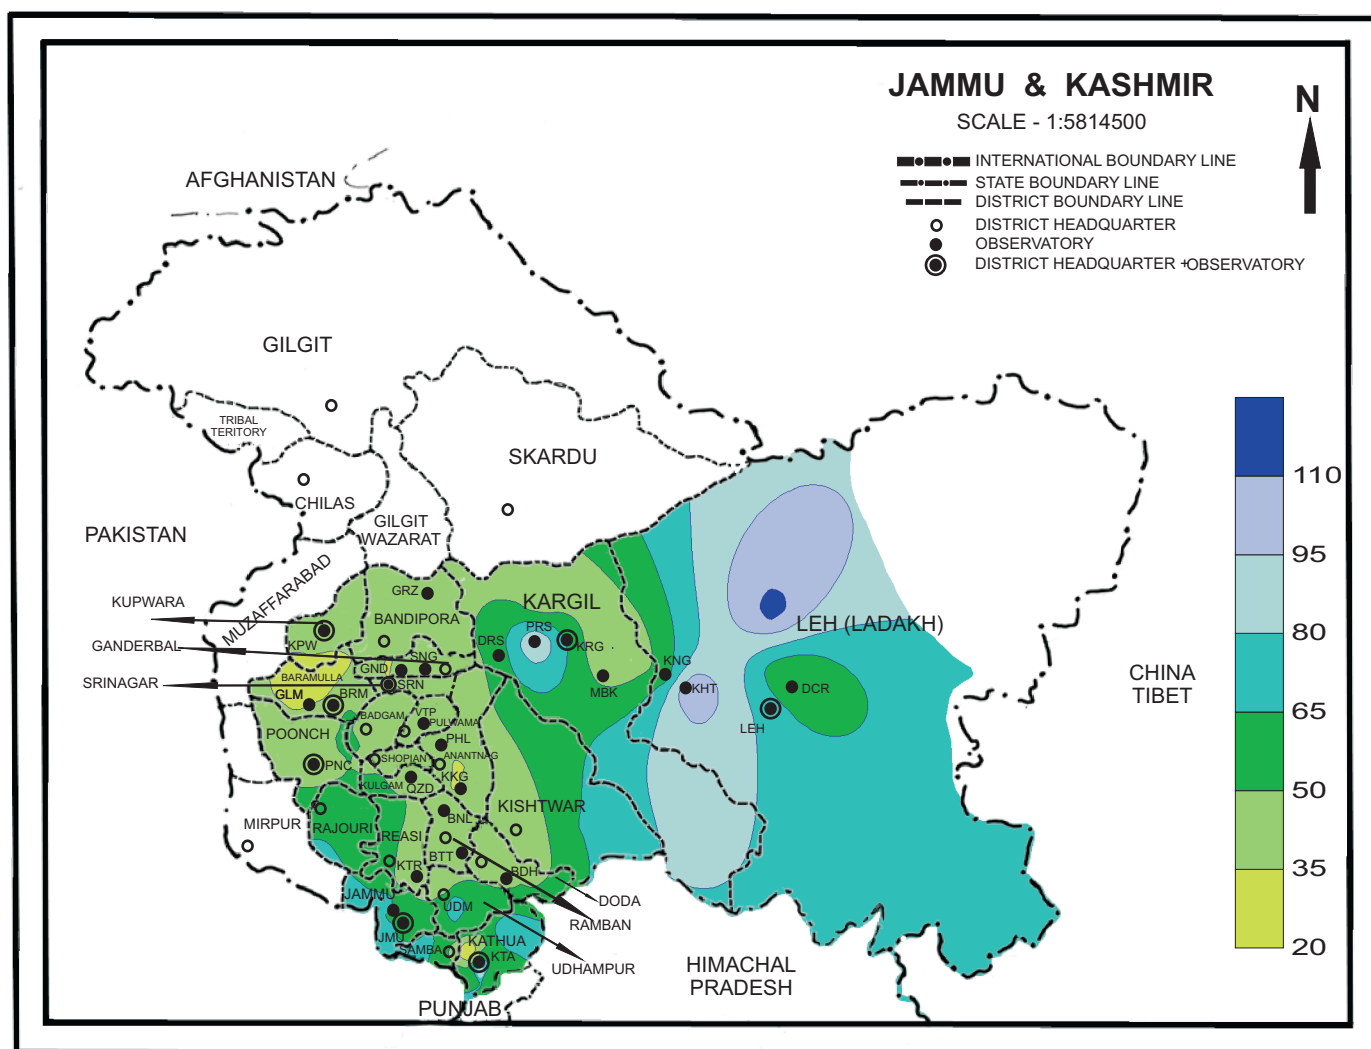 JAMMU & KASHMIR
SCALE - 1:5814500
N
INTERNATIONAL BOUNDARY LINE
STATE BOUNDARY LINE
DISTRICT BOUNDARY LINE
DISTRICT HEADQUARTER
OBSERVATORY
DISTRICT HEADQUARTER +OBSERVATORY
AFGHANISTAN
GILGIT
TRIBAL
TERITORY
SKARDU
CHILAS
GILGIT
WAZARAT
PAKISTAN
MUZAFFARABAD
KUPWARA
GANDERBAL
SRINAGAR
GRZ
BANDIPORA
KARGIL
KPW
PRS
DRS
KRG
LEH (LADAKH)
GND
SNG
BARAMULLA
SRN
GLM
BRM
MBK
KNG
KHT
DCR
LEH
CHINA
TIBET
BADGAM
VTP
PULWAMA
POONCH
PHL
PNC
SHOPIAN
ANANTNAG
KULGAM
QZD
KKG
KISHTWAR
MIRPUR
RAJOURI
REASI
BNL
BTT
KTR
BDH
JAMMU
UDM
DODA
RAMBAN
JMU
SAMBA
KATHUA
KTA
UDHAMPUR
HIMACHAL
PRADESH
PUNJAB
110
95
80
65
50
35
20